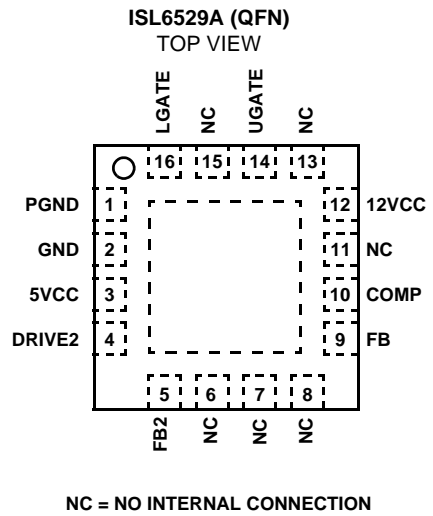 ISL6529A (QFN)
TOP VIEW
LGATE
NC
UGATE
NC
16
15
14
13
PGND 1
12 12VCC
GND 2
11 NC
5VCC 3
10 COMP
DRIVE2 4
9 FB
5
6
7
8
FB2
NC
NC
NC
NC = NO INTERNAL CONNECTION